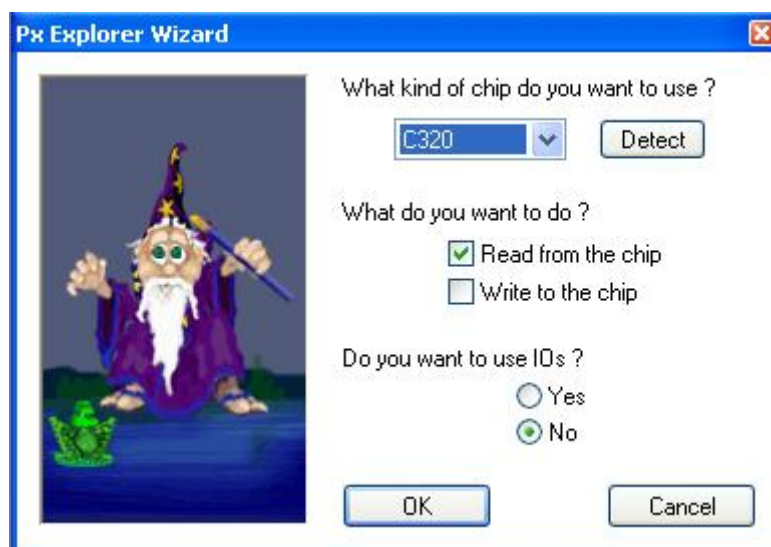 Px Explorer Wizard
What kind of chip do you want to use ?
C320
Detect
What do you want to do ?
Read from the chip
Write to the chip
Do you want to use IOs ?
Yes
No
OK
Cancel